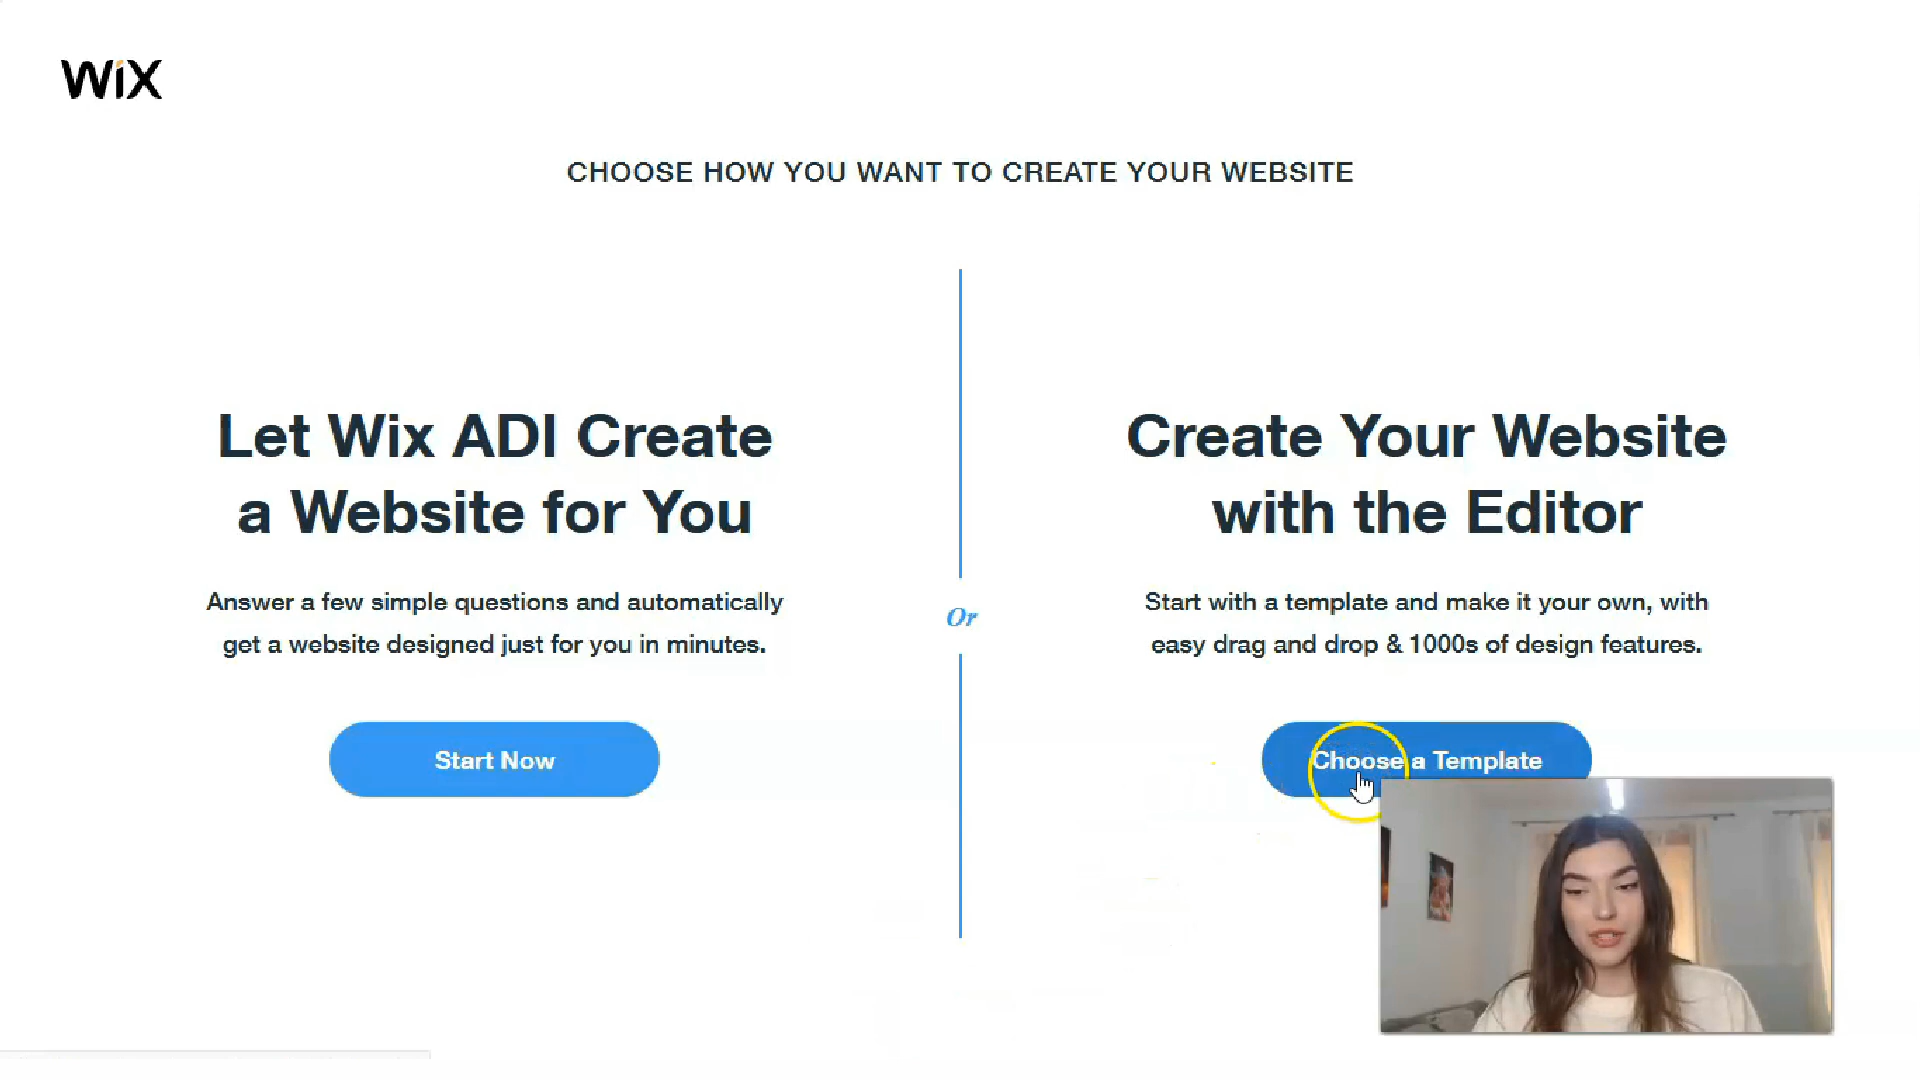 WiX
CHOOSE HOW YOU WANT TO CREATE YOUR WEBSITE
Let Wix ADI Create
a Website for You
Answer a few simple questions and automatically
get a website designed just for you in minutes.
Start Now
Or
Create Your Website
with the Editor
Start with a template and make it your own, with
easy drag and drop & 1000s of design features.
Choose a Template